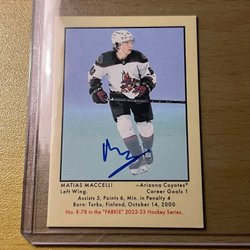 MATIAS MACCELLI
Left Wing
—Arizona Coyotes
Career Goals 1
Assists 5, Points 6, Min. in Penalty 4
Born: Turku, Finland, October 14, 2000
No. K-78 in the "PARKIE" 2022-23 Hockey Series